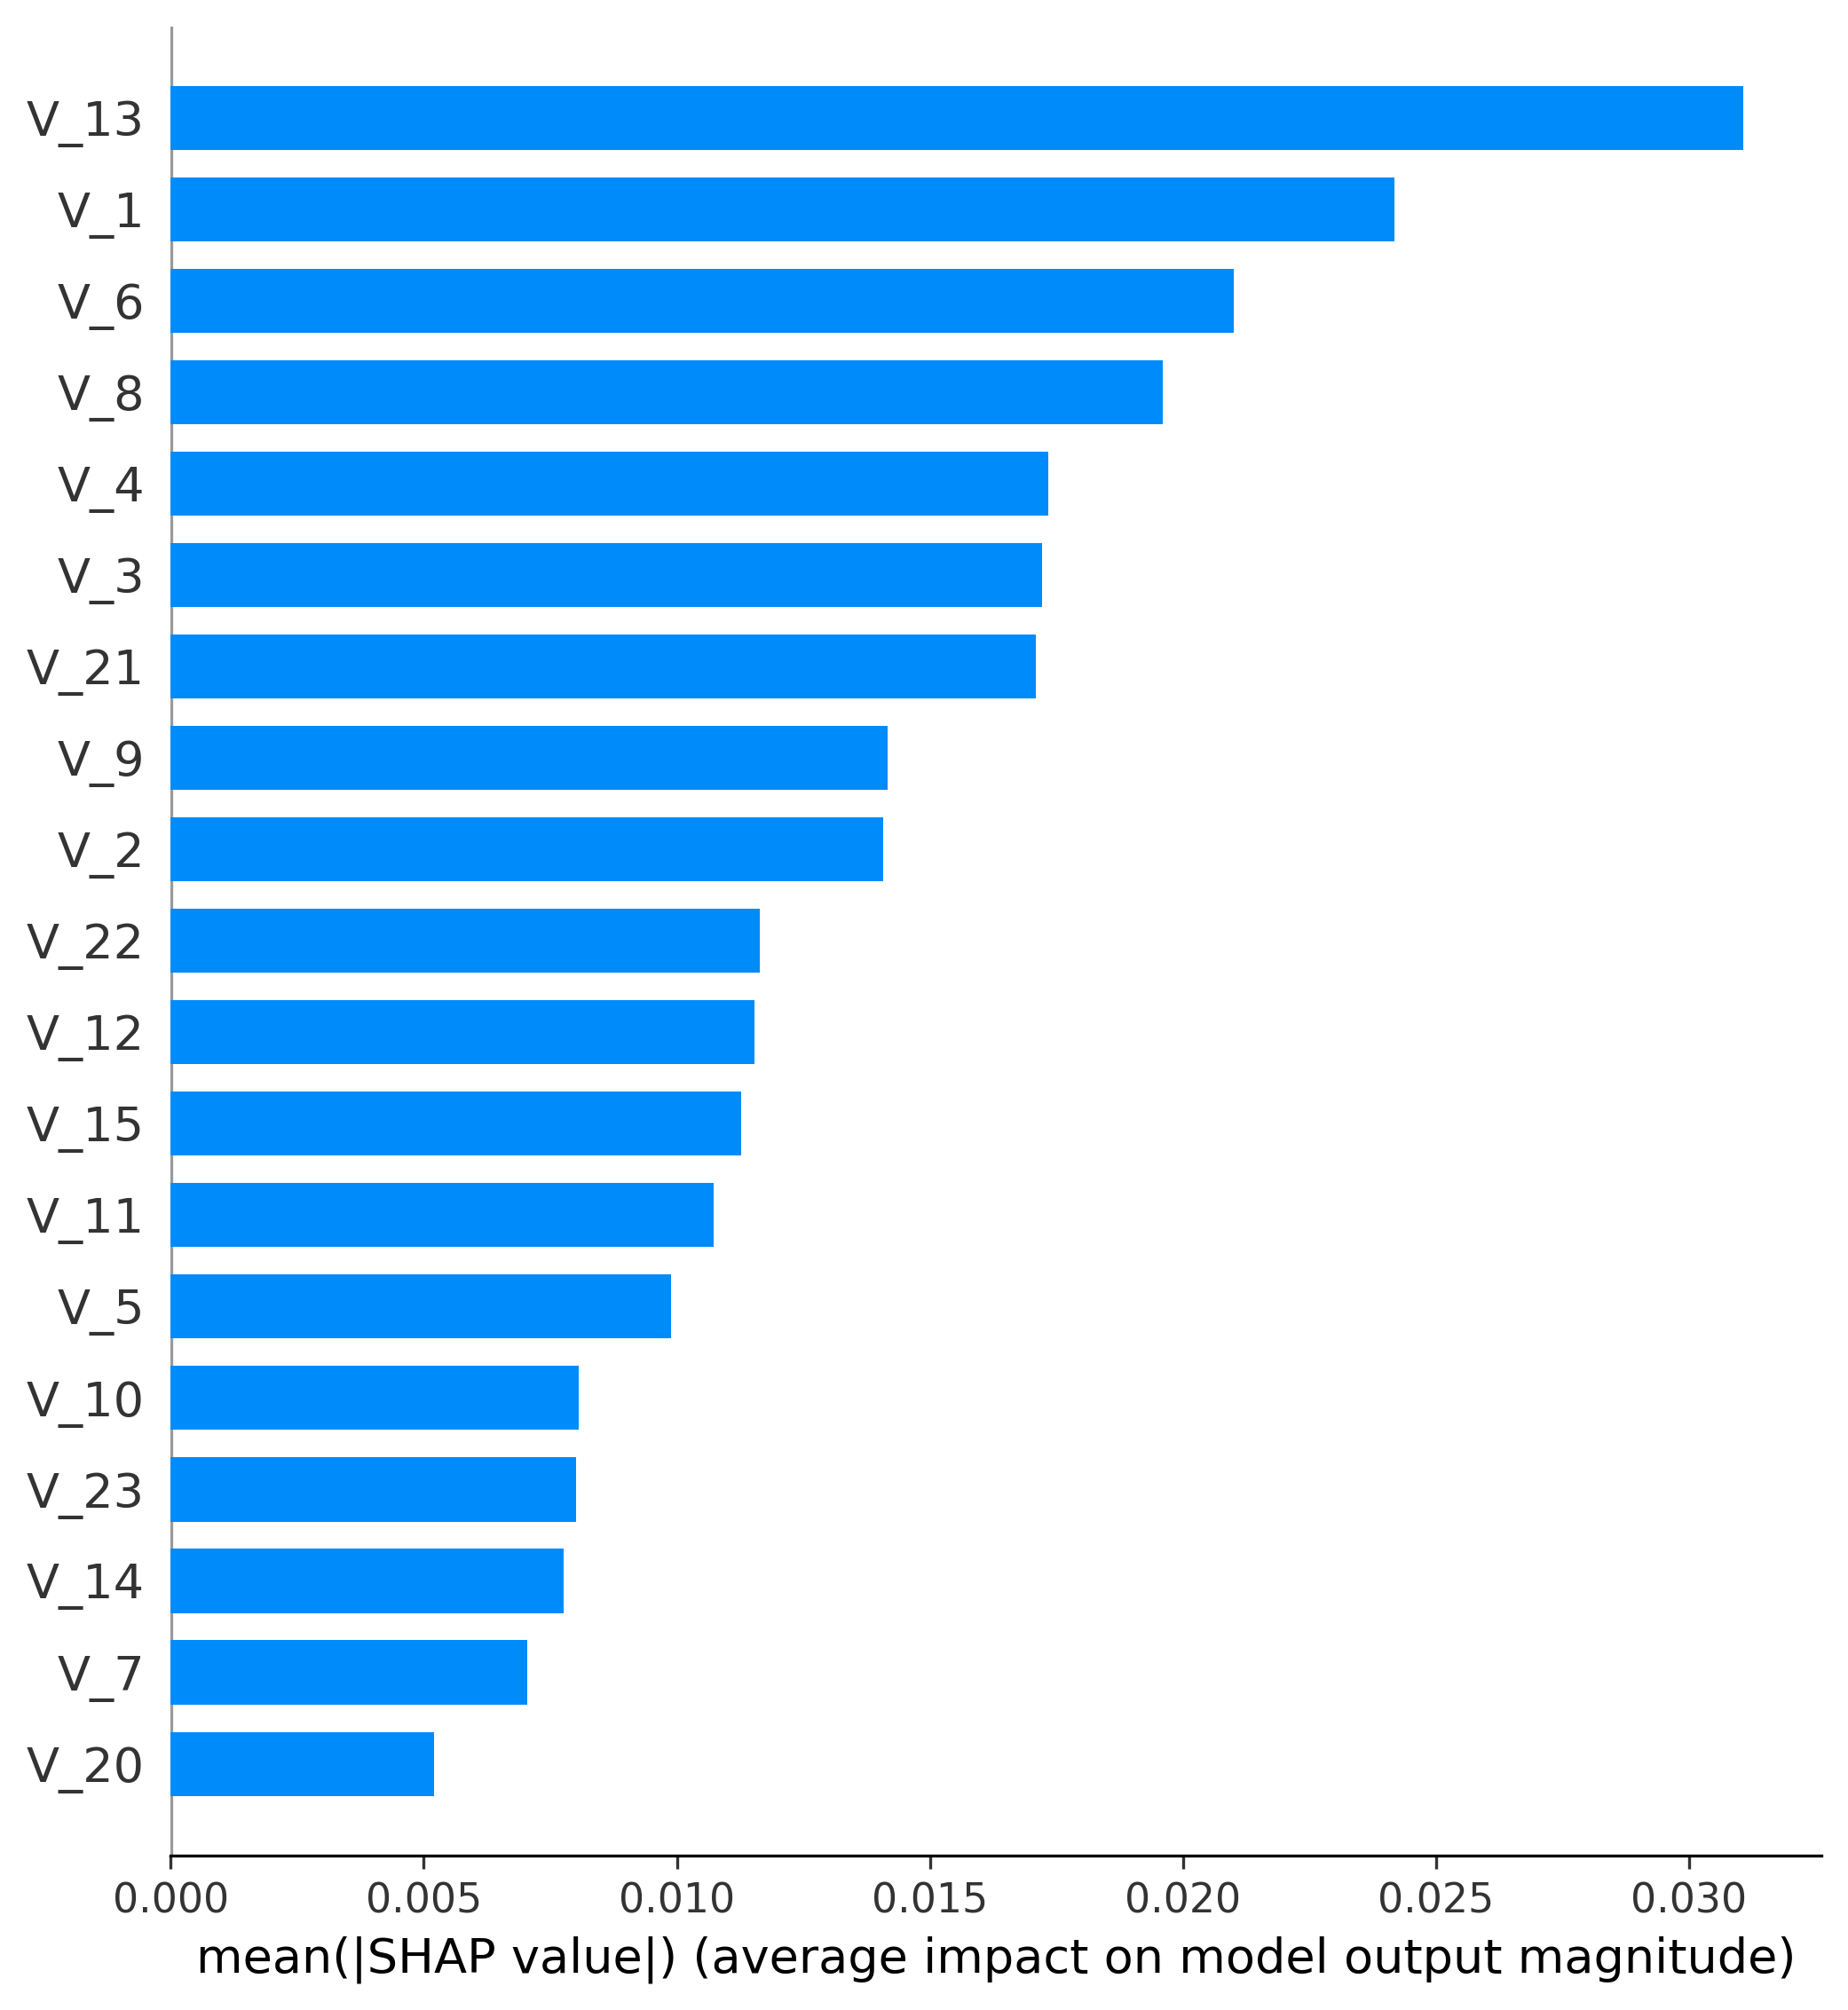 V_13
V_1
V_6
V_8
V_4
V_3
V_21
V_9
V_2
V_22
V_12
V_15
V_11
V_5
V_10
V_23
V_14
V_7
V_20
0.000 0.005 0.010 0.015 0.020 0.025 0.030
mean(|SHAP value|) (average impact on model output magnitude)